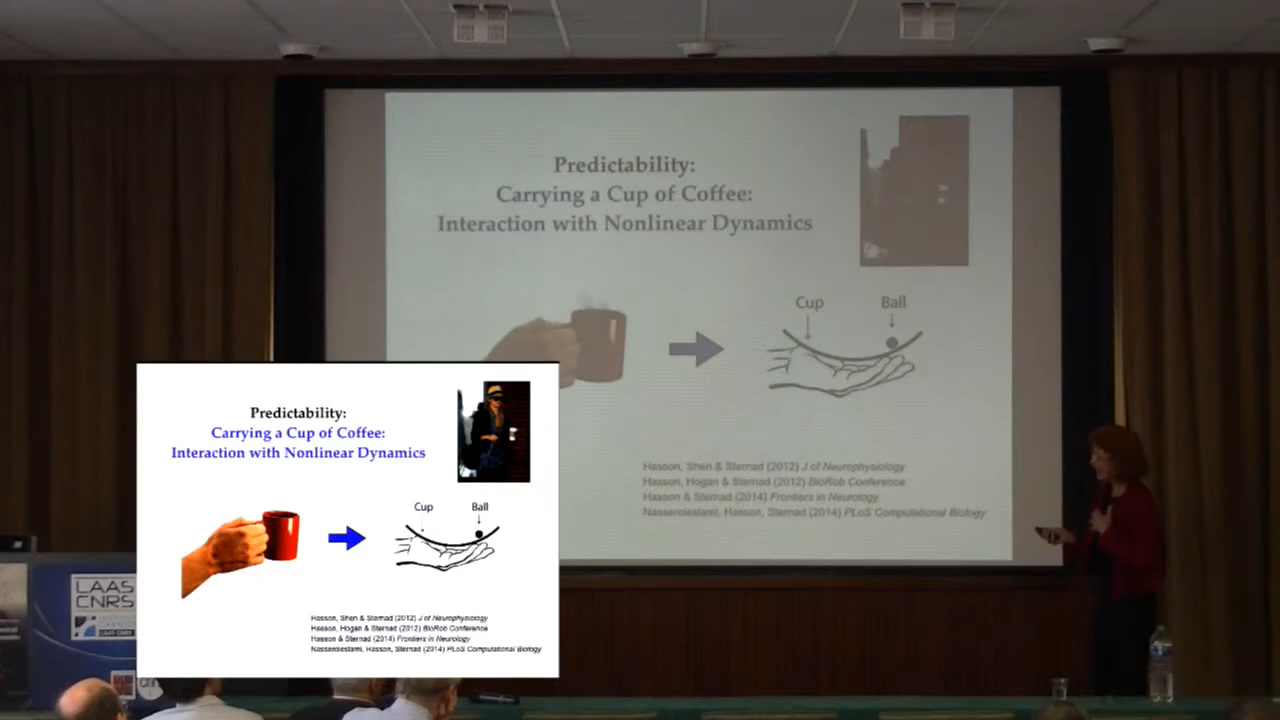 Predictability:
Carrying a Cup of Coffee:
Interaction with Nonlinear Dynamics
Cup
Ball
Hasson, Shen & Sternad (2012) J of Neurophysiology
Hasson, Hogan & Sternad (2012) BioRob Conference
Hasson & Sternad (2014) Frontiers in Neurology
Nasseroleslami, Hasson, Sternad (2014) PLoS Computational Biology
Predictability:
Carrying a Cup of Coffee:
Interaction with Nonlinear Dynamics
Cup
Ball
Hasson, Shen & Sternad (2012) J of Neurophysiology
Hasson, Hogan & Sternad (2012) BioRob Conference
Hasson & Sternad (2014) Frontiers in Neurology
Nasseroleslami, Hasson, Sternad (2014) PLoS Computational Biology
LAAS
CNRS
LAAS CNRS